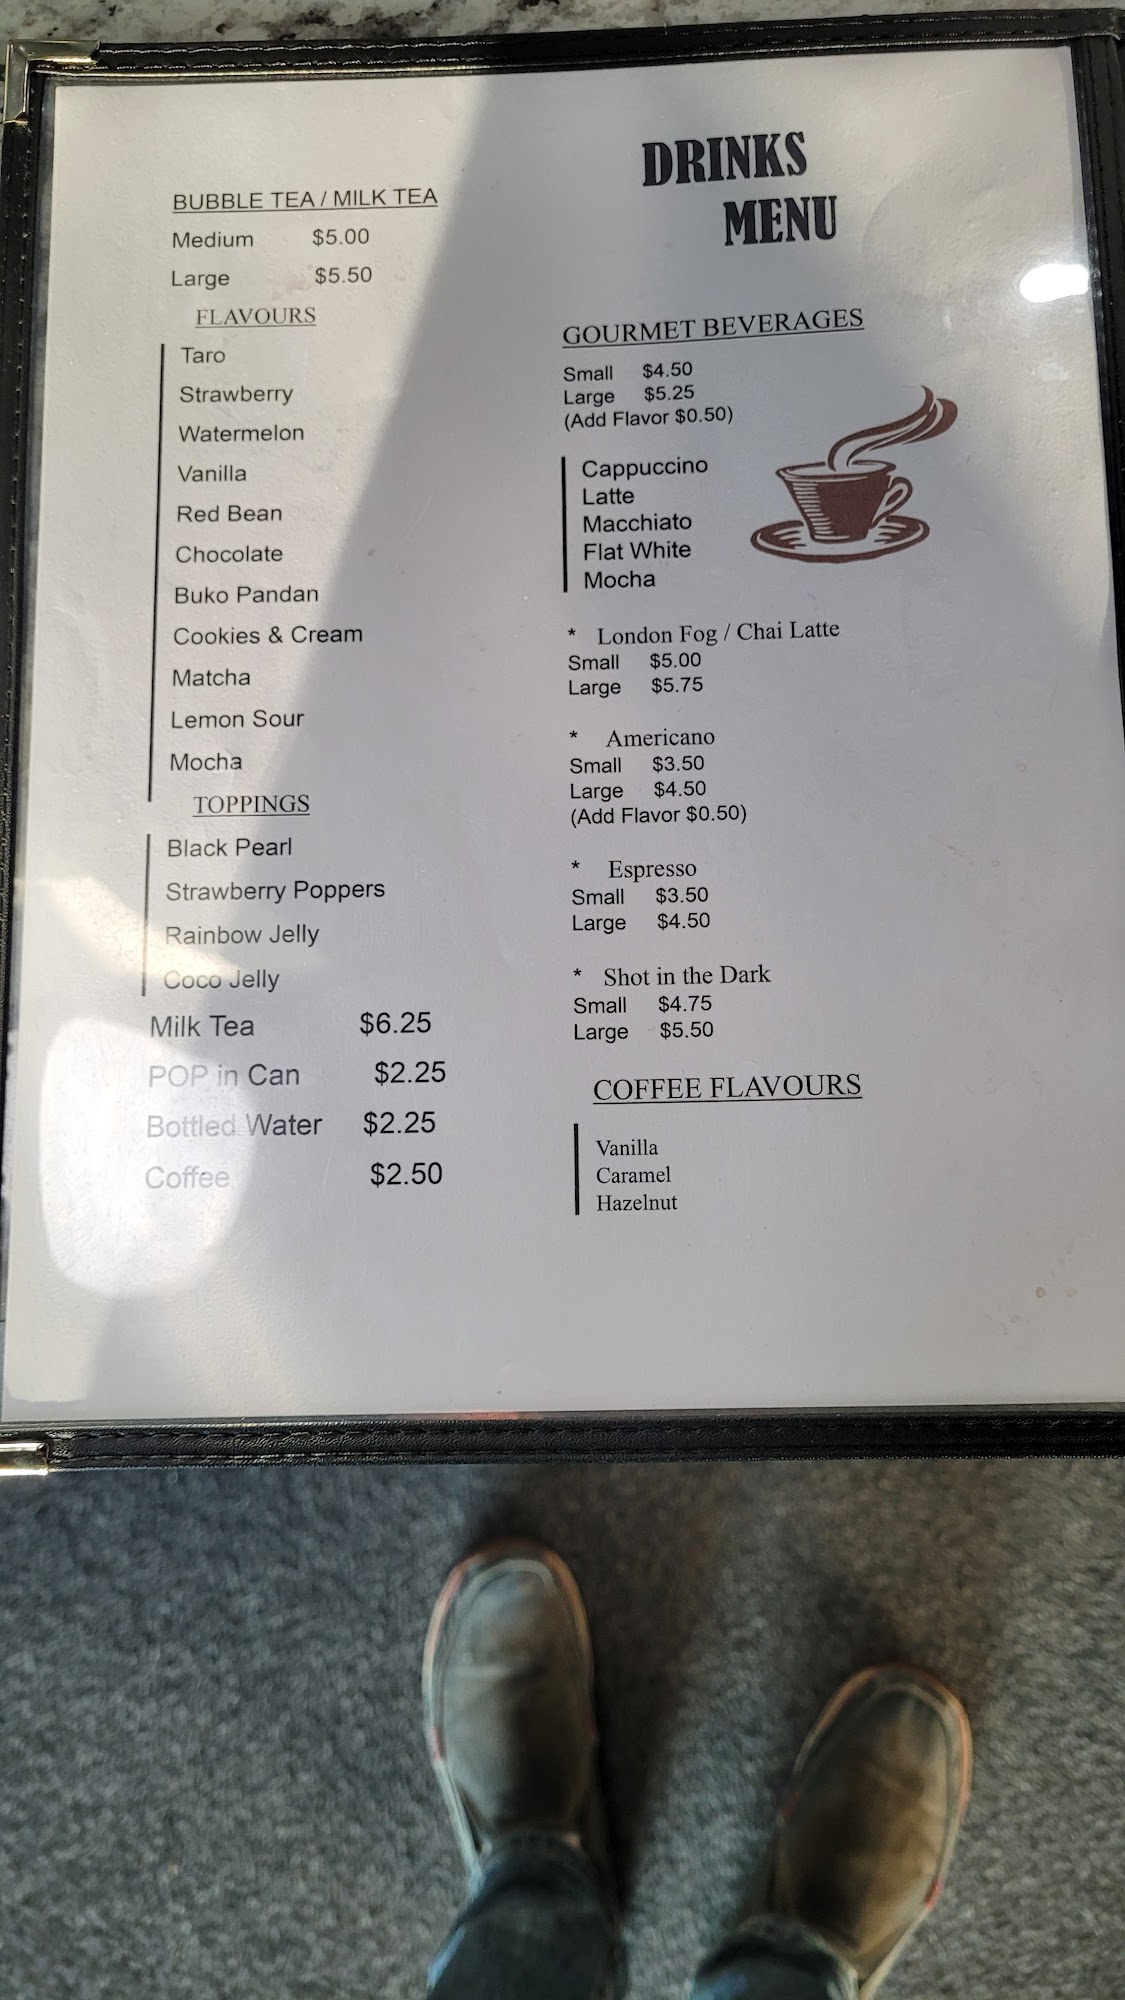 DRINKS
MENU
BUBBLE TEA / MILK TEA
Medium $5.00
Large $5.50
FLAVOURS
Taro
Strawberry
Watermelon
Vanilla
Red Bean
Chocolate
Buko Pandan
Cookies & Cream
Matcha
Lemon Sour
Mocha
TOPPINGS
Black Pearl
Strawberry Poppers
Rainbow Jelly
Coco Jelly
Milk Tea $6.25
POP in Can $2.25
Bottled Water $2.25
Coffee $2.50
GOURMET BEVERAGES
Small $4.50
Large $5.25
(Add Flavor $0.50)
Cappuccino
Latte
Macchiato
Flat White
Mocha
* London Fog / Chai Latte
Small $5.00
Large $5.75
* Americano
Small $3.50
Large $4.50
(Add Flavor $0.50)
* Espresso
Small $3.50
Large $4.50
* Shot in the Dark
Small $4.75
Large $5.50
COFFEE FLAVOURS
Vanilla
Caramel
Hazelnut